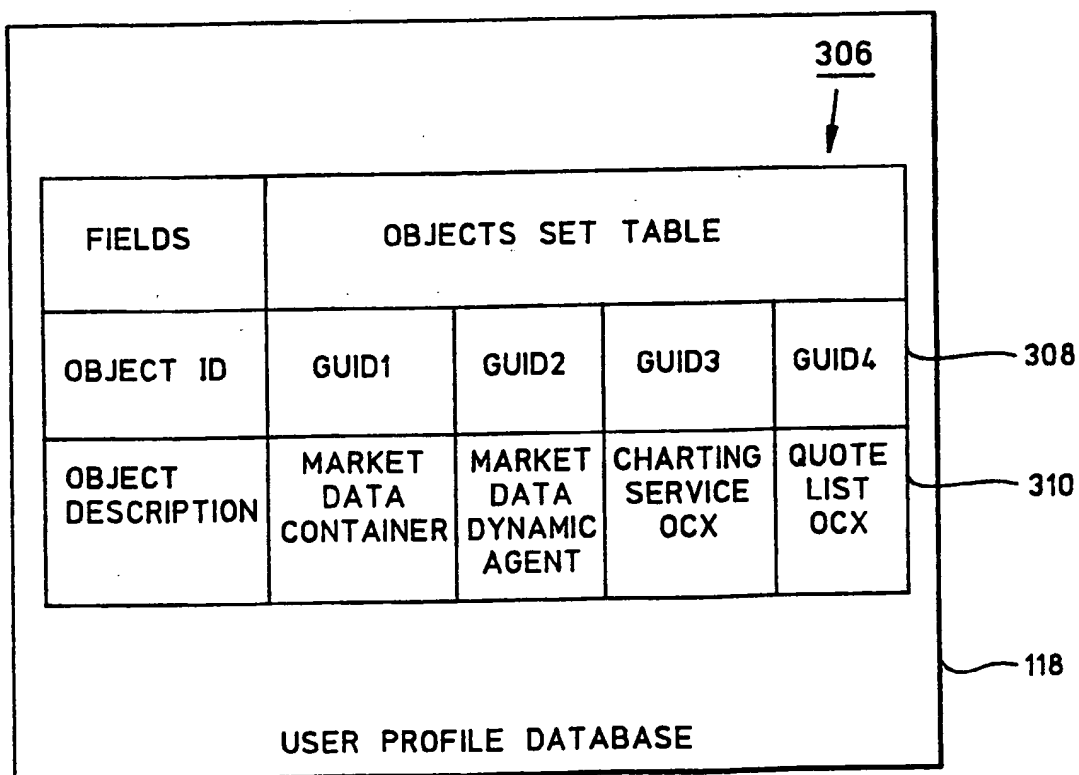 306
FIELDS
OBJECTS SET TABLE
OBJECT ID
GUID1
GUID2
GUID3
GUID4
308
OBJECT
DESCRIPTION
MARKET
DATA
CONTAINER
MARKET
DATA
DYNAMIC
AGENT
CHARTING
SERVICE
OCX
QUOTE
LIST
OCX
310
118
USER PROFILE DATABASE